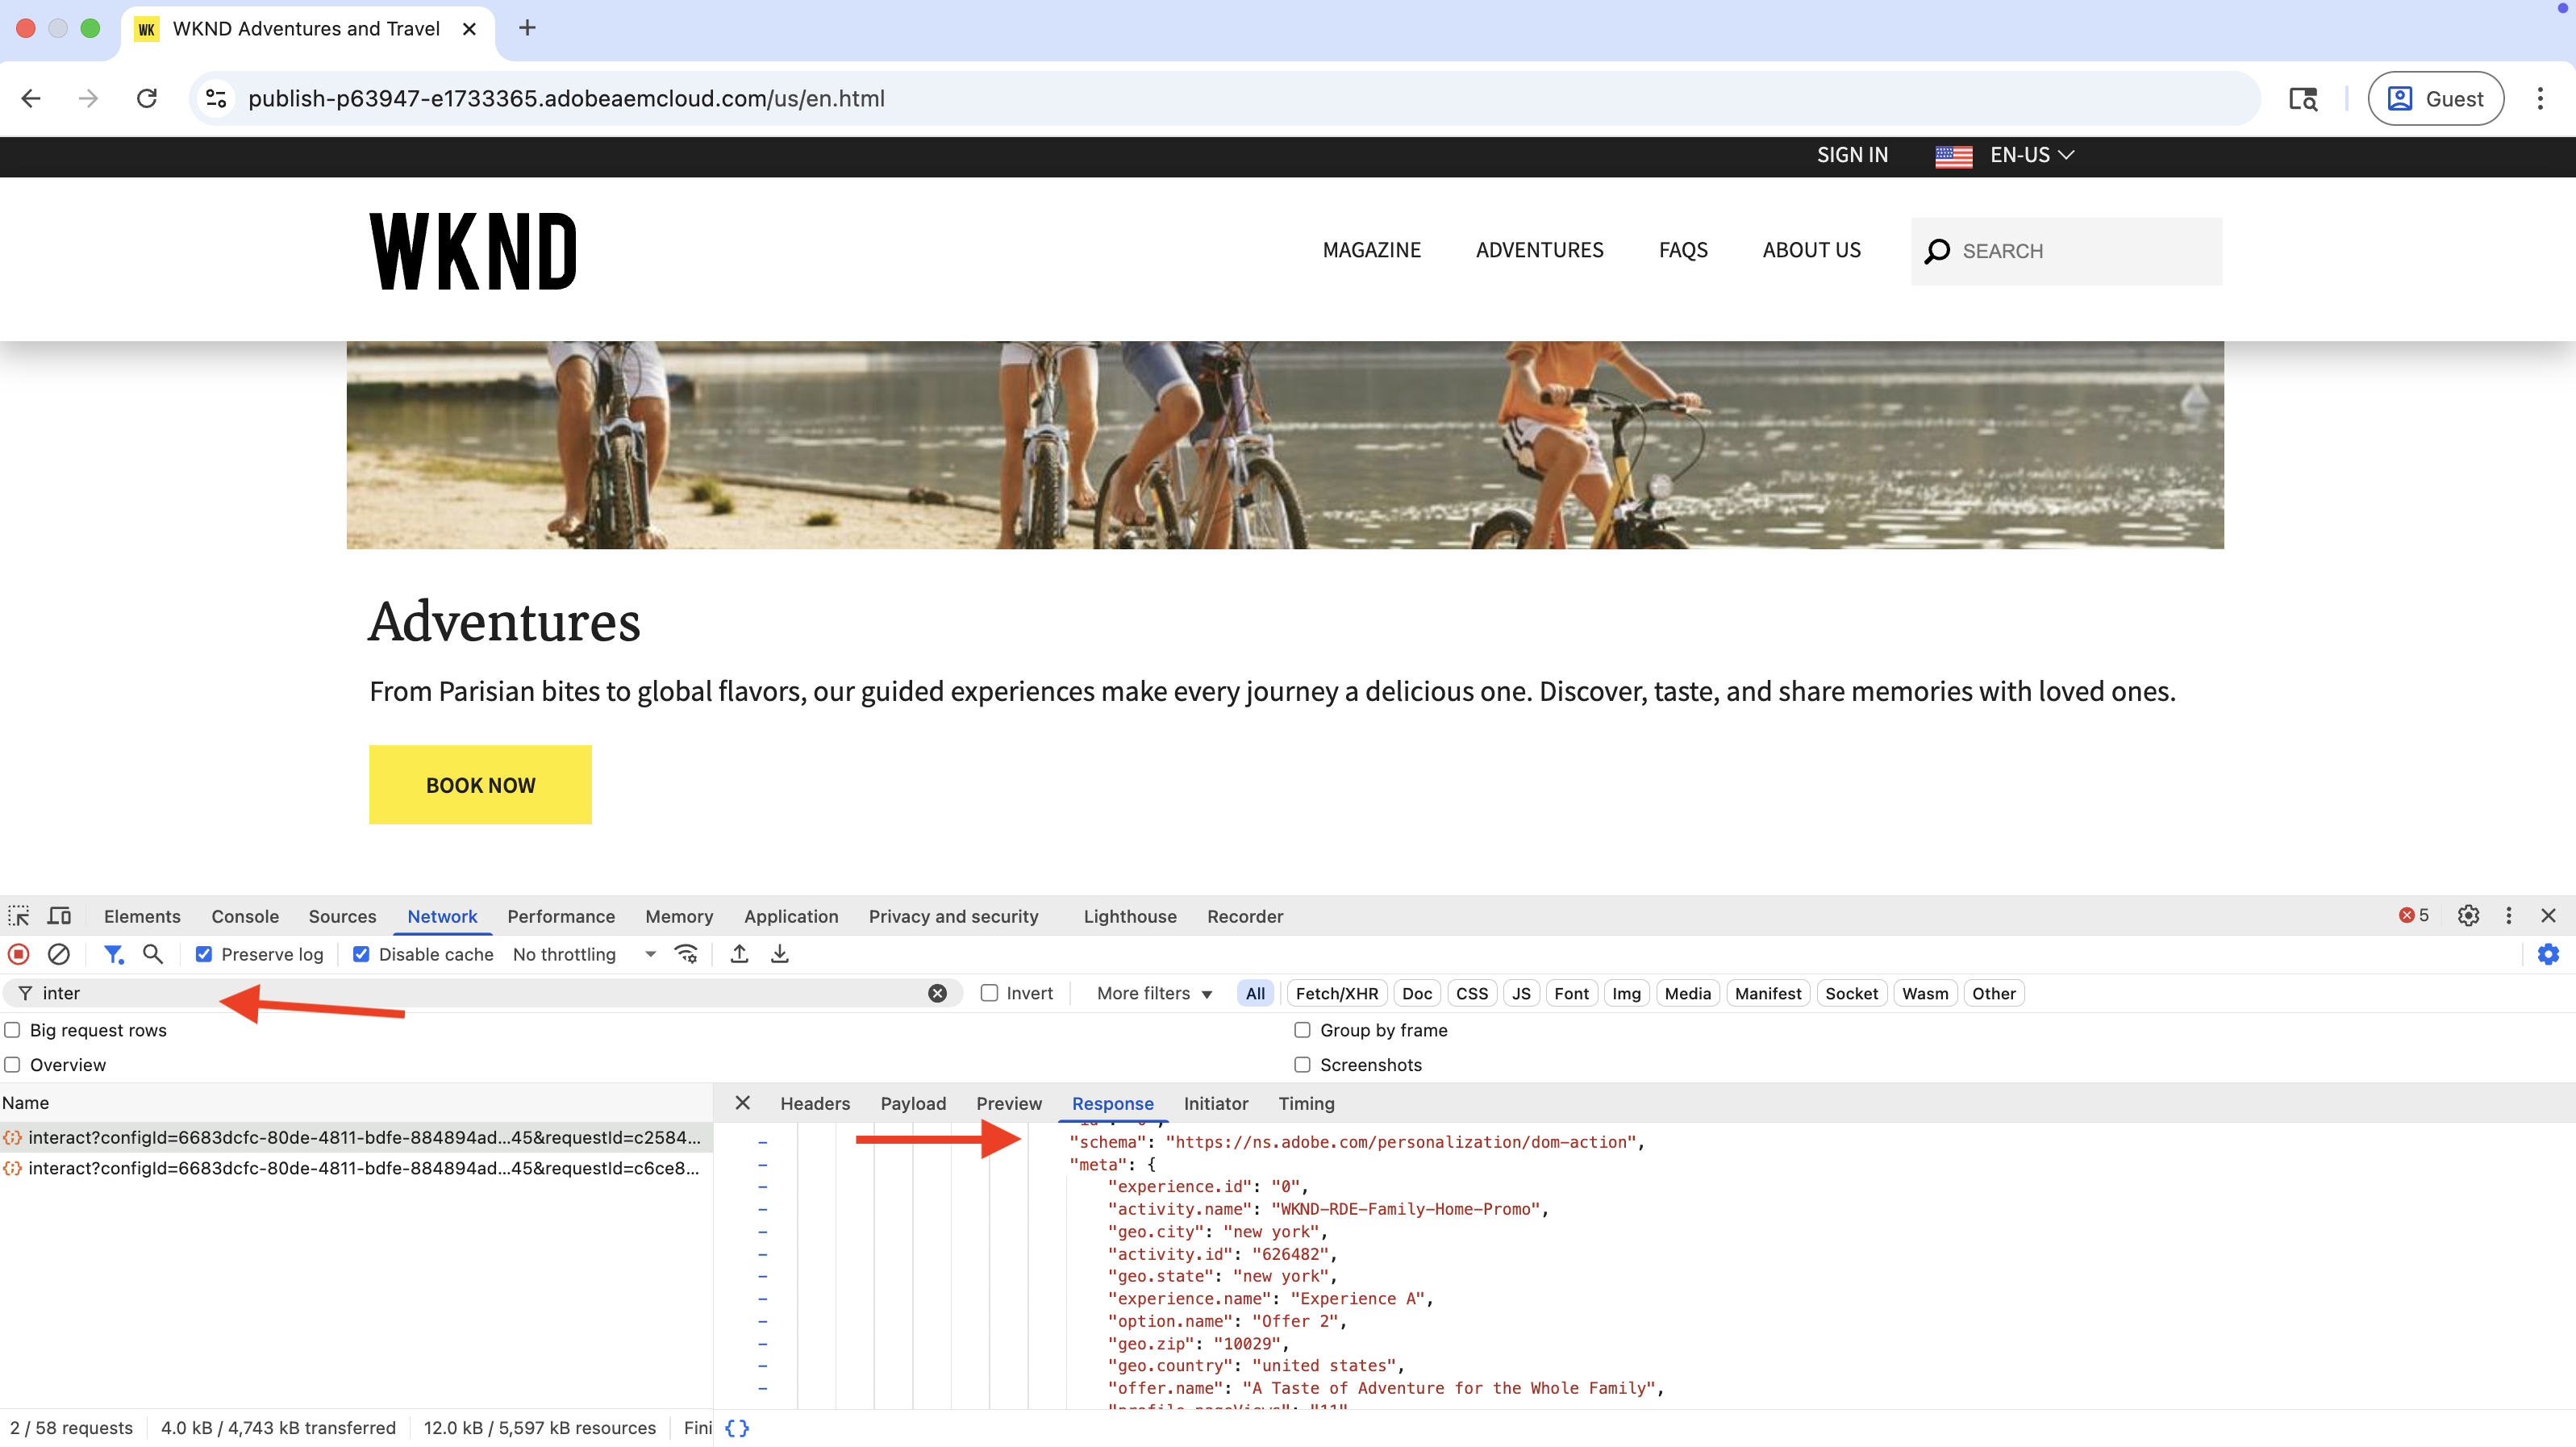 WK WKND Adventures and Travel
publish-p63947-e1733365.adobeaemcloud.com/us/en.html
Guest
SIGN IN EN-US
WKND
MAGAZINE ADVENTURES FAQS ABOUT US SEARCH
Adventures
From Parisian bites to global flavors, our guided experiences make every journey a delicious one. Discover, taste, and share memories with loved ones.
BOOK NOW
Elements Console Sources Network Performance Memory Application Privacy and security Lighthouse Recorder 5
Preserve log Disable cache No throttling
inter Invert More filters All Fetch/XHR Doc CSS JS Font Img Media Manifest Socket Wasm Other
Big request rows Group by frame
Overview Screenshots
Name Headers Payload Preview Response Initiator Timing
interact?configId=6683dcfc-80de-4811-bdfe-884894ad...45&requestId=c2584...
interact?configId=6683dcfc-80de-4811-bdfe-884894ad...45&requestId=c6ce8...
"schema": "https://ns.adobe.com/personalization/dom-action",
"meta": {
"experience.id": "0",
"activity.name": "WKND-RDE-Family-Home-Promo",
"geo.city": "new york",
"activity.id": "626482",
"geo.state": "new york",
"experience.name": "Experience A",
"option.name": "Offer 2",
"geo.zip": "10029",
"geo.country": "united states",
"offer.name": "A Taste of Adventure for the Whole Family",
2 / 58 requests 4.0 kB / 4,743 kB transferred 12.0 kB / 5,597 kB resources Fini {}